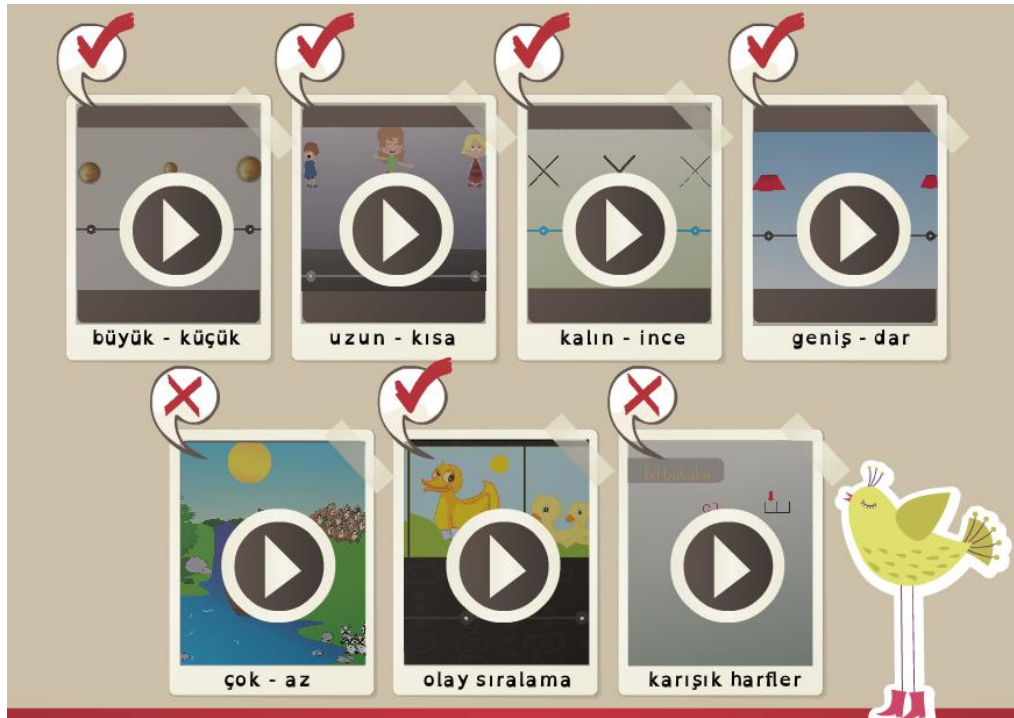 büyük - küçük
uzun - kısa
kalın - ince
geniş - dar
çok - az
olay sıralama
karışık harfler